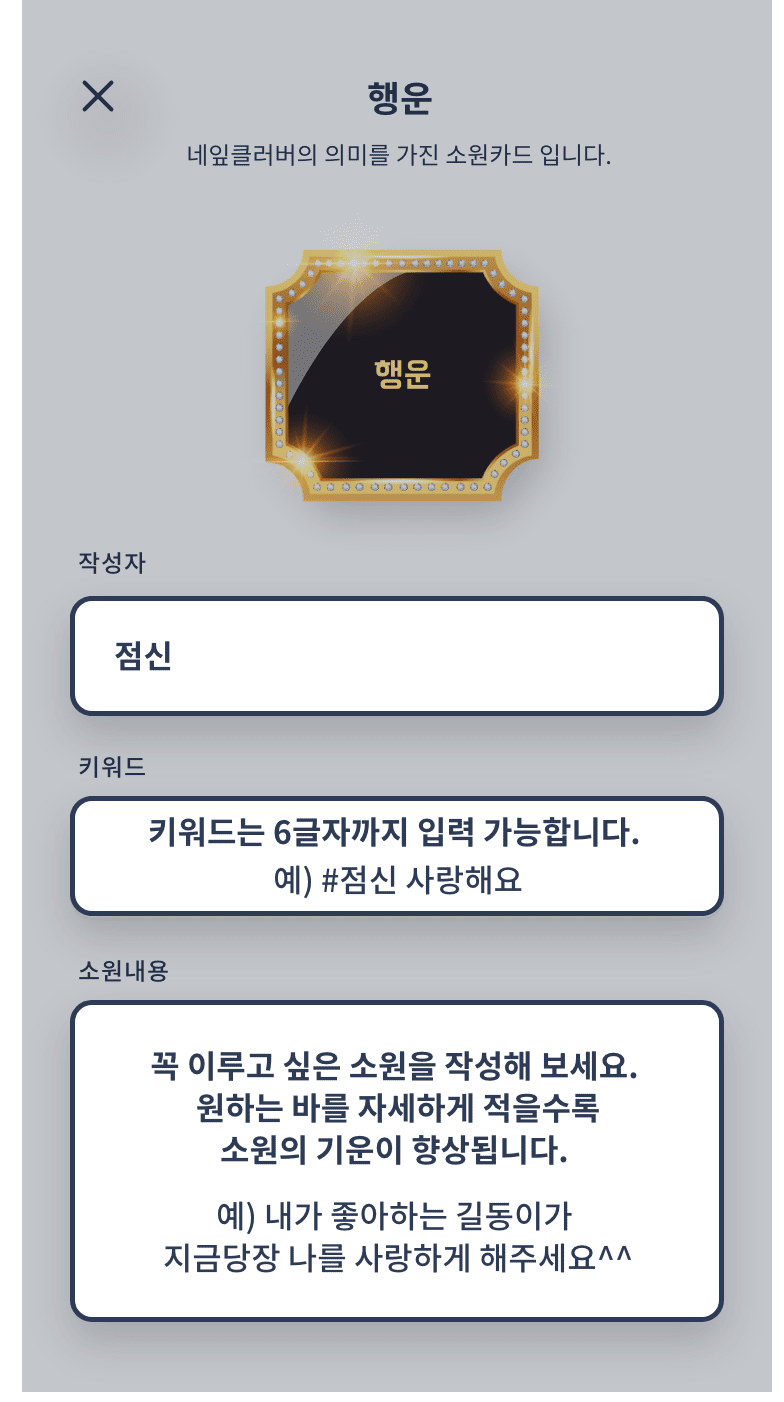 행운
네잎클러버의 의미를 가진 소원카드 입니다.
행운
작성자
점신
키워드
키워드는 6글자까지 입력 가능합니다.
예) #점신 사랑해요
소원내용
꼭 이루고 싶은 소원을 작성해 보세요.
원하는 바를 자세하게 적을수록
소원의 기운이 향상됩니다.
예) 내가 좋아하는 길동이가
지금당장 나를 사랑하게 해주세요^^